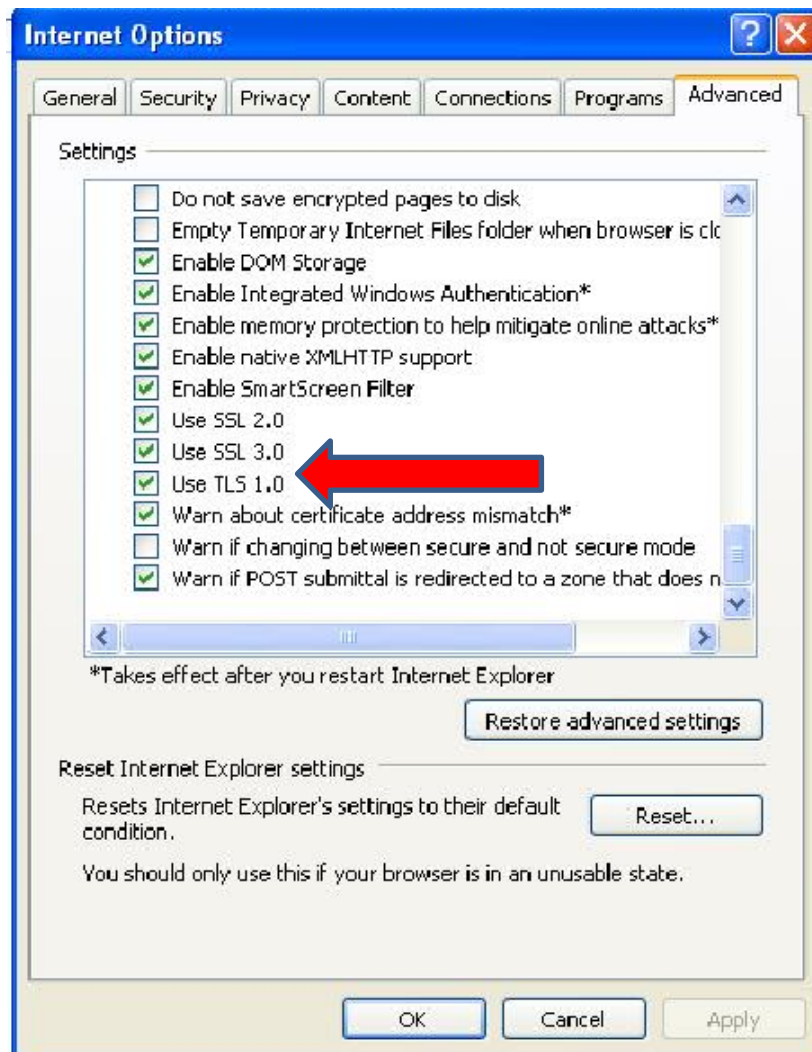 Internet Options
General Security Privacy Content Connections Programs Advanced
Settings
Do not save encrypted pages to disk
Empty Temporary Internet Files folder when browser is clo
Enable DOM Storage
Enable Integrated Windows Authentication*
Enable memory protection to help mitigate online attacks*
Enable native XMLHTTP support
Enable SmartScreen Filter
Use SSL 2.0
Use SSL 3.0
Use TLS 1.0
Warn about certificate address mismatch*
Warn if changing between secure and not secure mode
Warn if POST submittal is redirected to a zone that does n
*Takes effect after you restart Internet Explorer
Restore advanced settings
Reset Internet Explorer settings
Resets Internet Explorer's settings to their default
condition.
Reset...
You should only use this if your browser is in an unusable state.
OK Cancel Apply